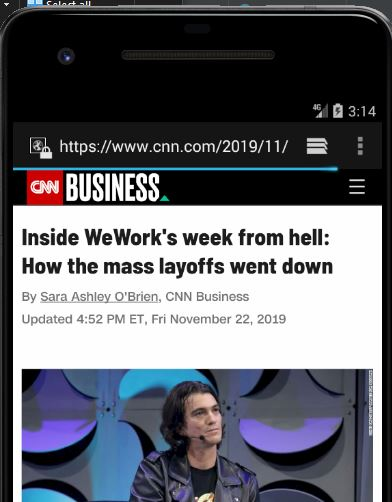 Select all
4G 3:14
https://www.cnn.com/2019/11/
CNN BUSINESS
Inside WeWork's week from hell:
How the mass layoffs went down
By Sara Ashley O'Brien, CNN Business
Updated 4:52 PM ET, Fri November 22, 2019